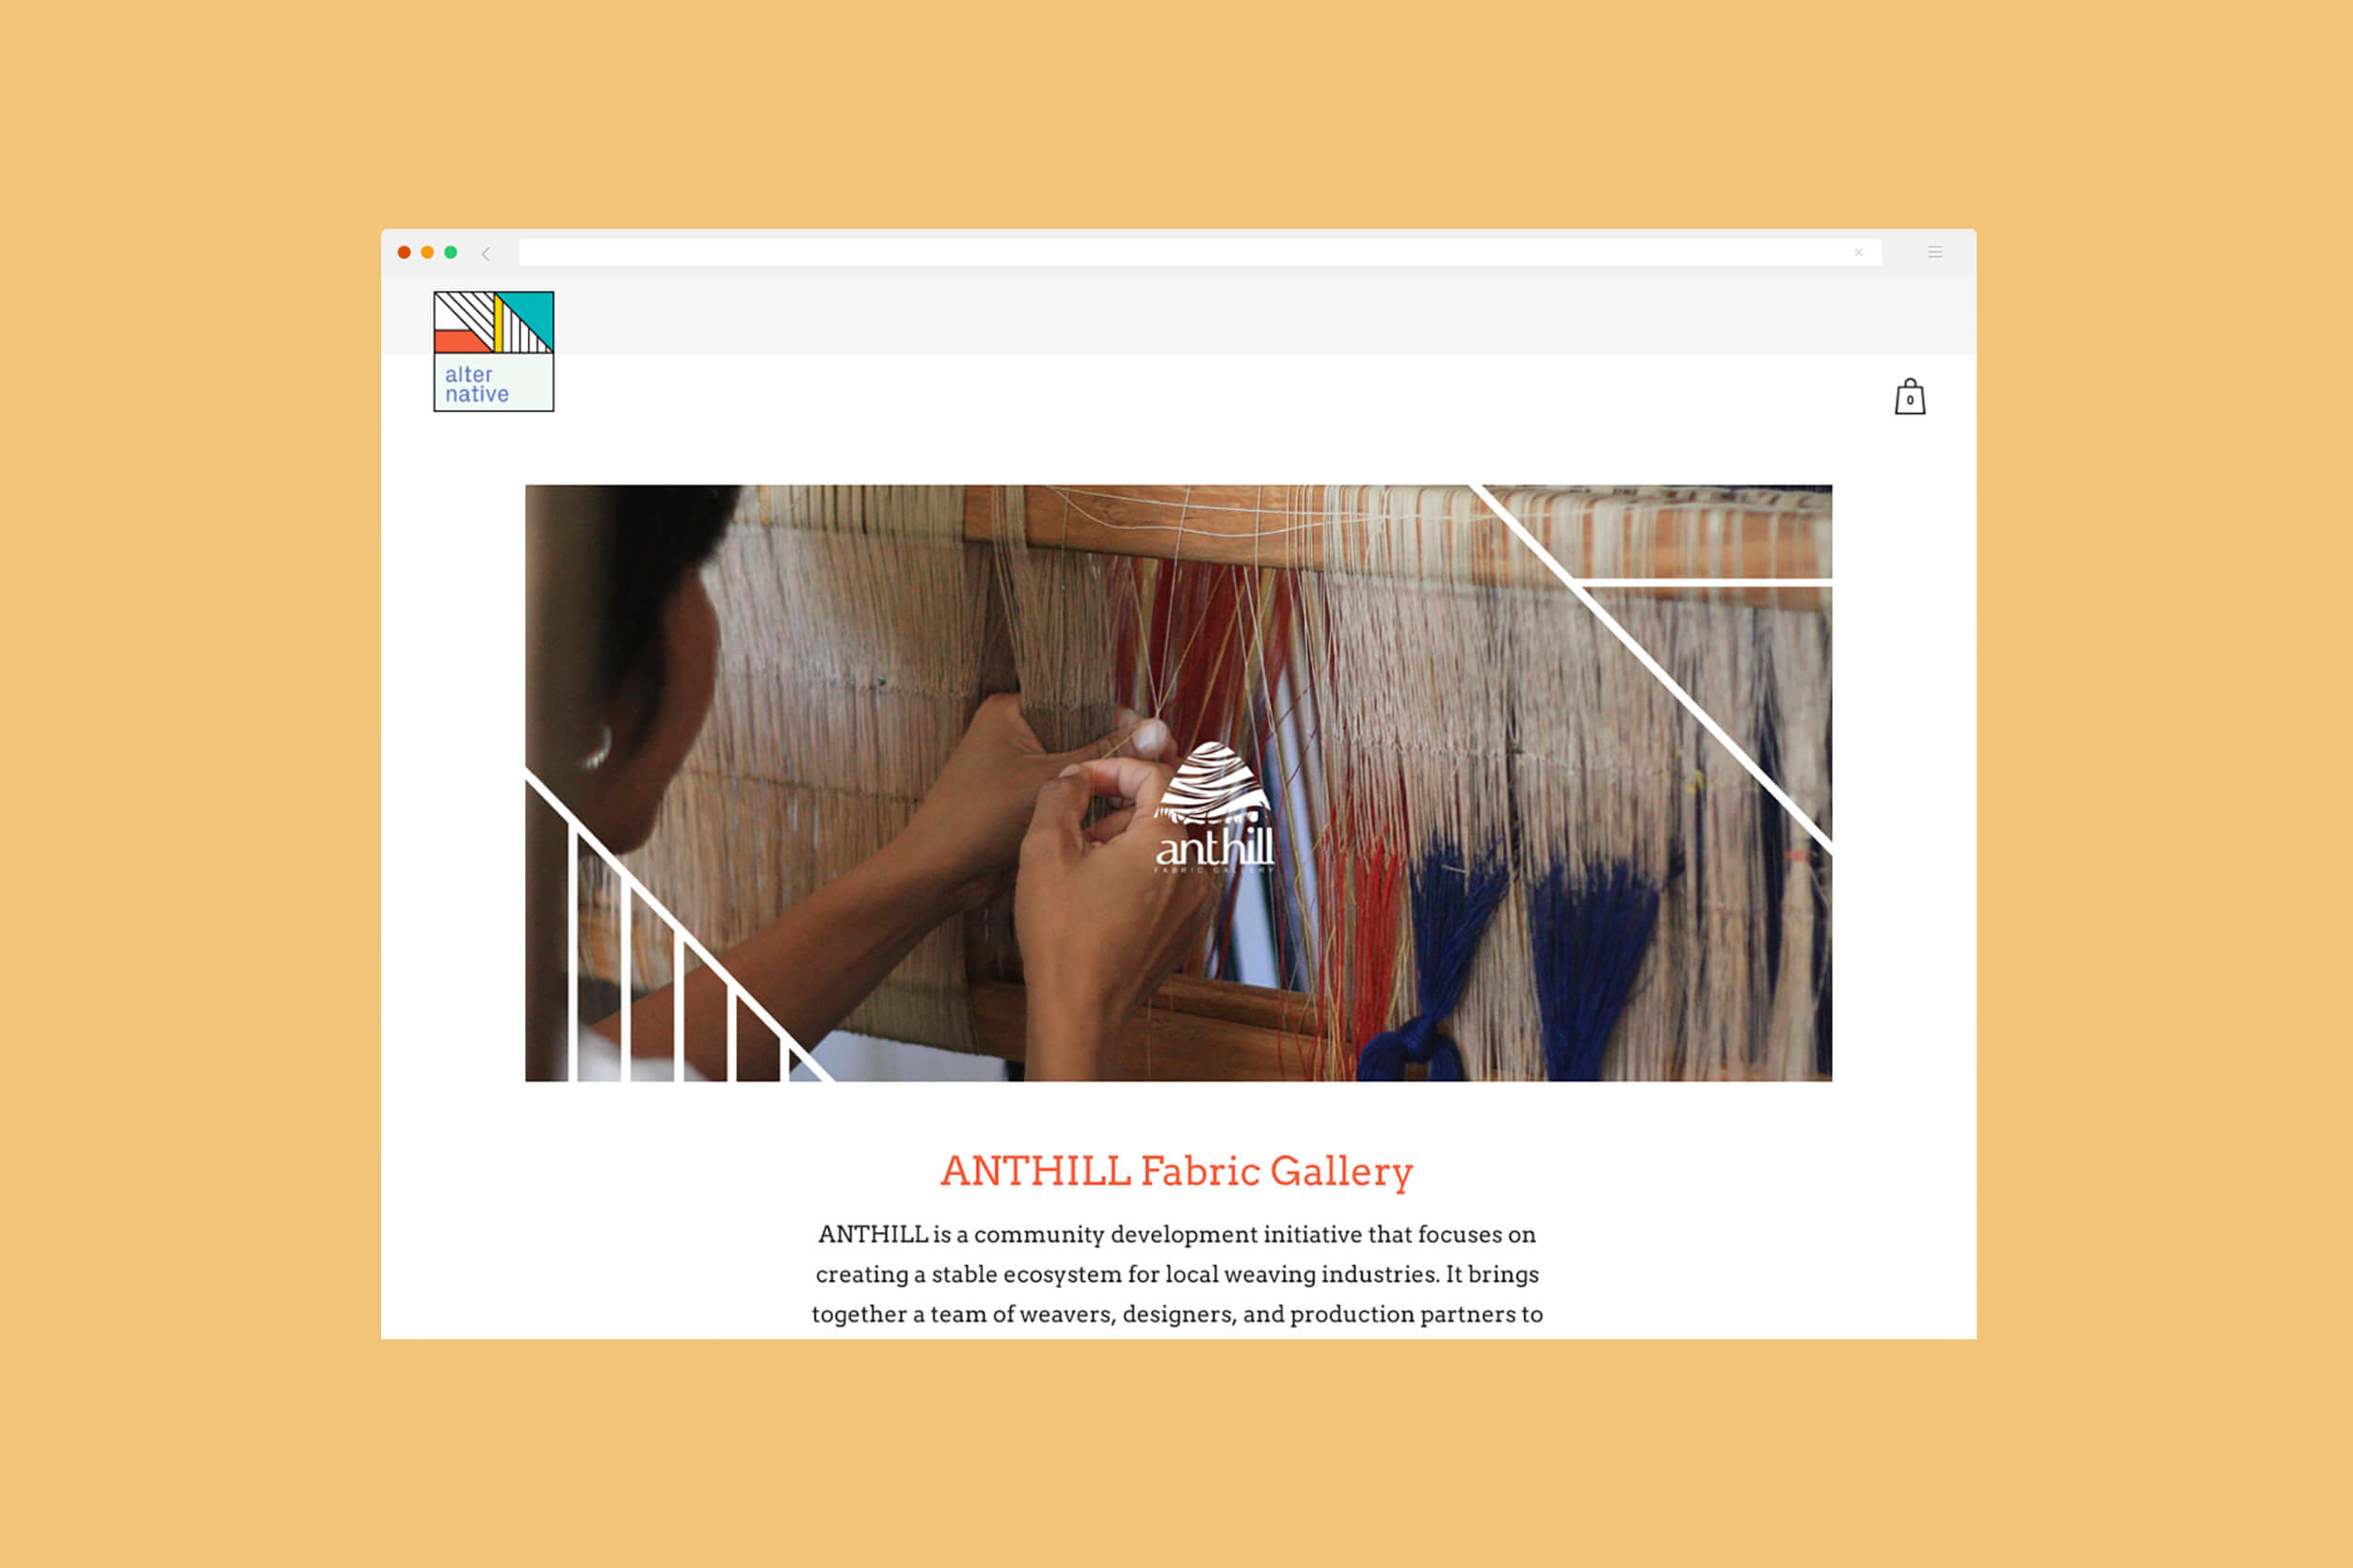 alter
native
0
anthill
FABRIC GALLERY
ANTHILL Fabric Gallery
ANTHILL is a community development initiative that focuses on
creating a stable ecosystem for local weaving industries. It brings
together a team of weavers, designers, and production partners to